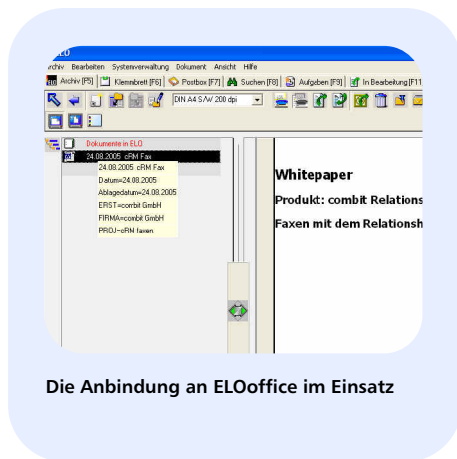 ELO
Archiv Bearbeiten Systemverwaltung Dokument Ansicht Hilfe
Archiv [F5] Klemmbrett [F6] Postbox [F7] Suchen [F8] Aufgaben [F9] In Bearbeitung [F11
DIN A4 S/W 200 dpi
Dokumente in ELO
24.08.2005 cRM Fax
24.08.2005 cRM Fax
Datum=24.08.2005
Ablagedatum=24.08.2005
ERST=combit GmbH
FIRMA=combit GmbH
PROJ=cRM faxen
Whitepaper
Produkt: combit Relations
Faxen mit dem Relationsh
Die Anbindung an ELOoffice im Einsatz